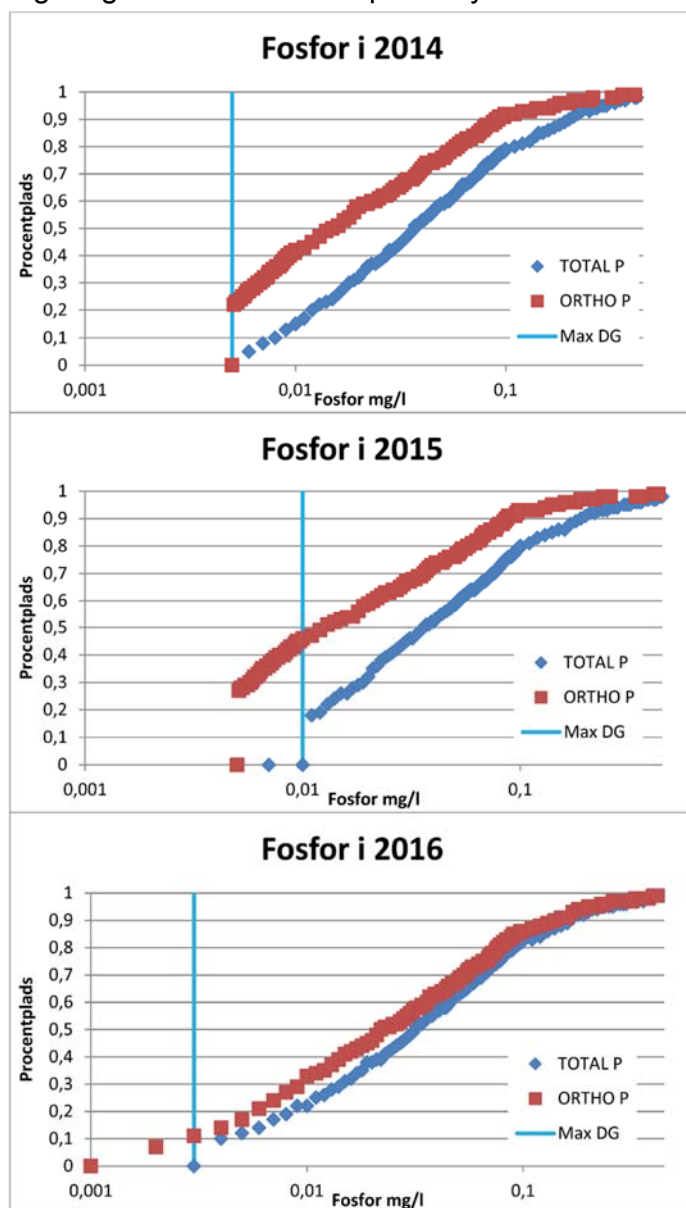 Fosfor i 2014
Procentplads
1
0,9
0,8
0,7
0,6
0,5
0,4
0,3
0,2
0,1
0
TOTAL P
ORTHO P
Max DG
0,001
0,01
0,1
Fosfor mg/l
Fosfor i 2015
Procentplads
1
0,9
0,8
0,7
0,6
0,5
0,4
0,3
0,2
0,1
0
TOTAL P
ORTHO P
Max DG
0,001
0,01
0,1
Fosfor mg/l
Fosfor i 2016
Procentplads
1
0,9
0,8
0,7
0,6
0,5
0,4
0,3
0,2
0,1
0
TOTAL P
ORTHO P
Max DG
0,001
0,01
0,1
Fosfor mg/l